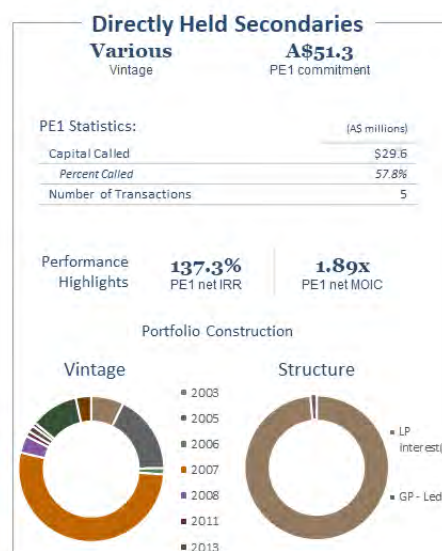 Directly Held Secondaries
Various
Vintage
A$51.3
PE1 commitment
PE1 Statistics:
(A$ millions)
Capital Called $29.6
Percent Called 57.8%
Number of Transactions 5
Performance
Highlights
137.3%
PE1 net IRR
1.89x
PE1 net MOIC
Portfolio Construction
Vintage
2003
2005
2006
2007
2008
2011
2013
Structure
LP
interest(
GP - Led